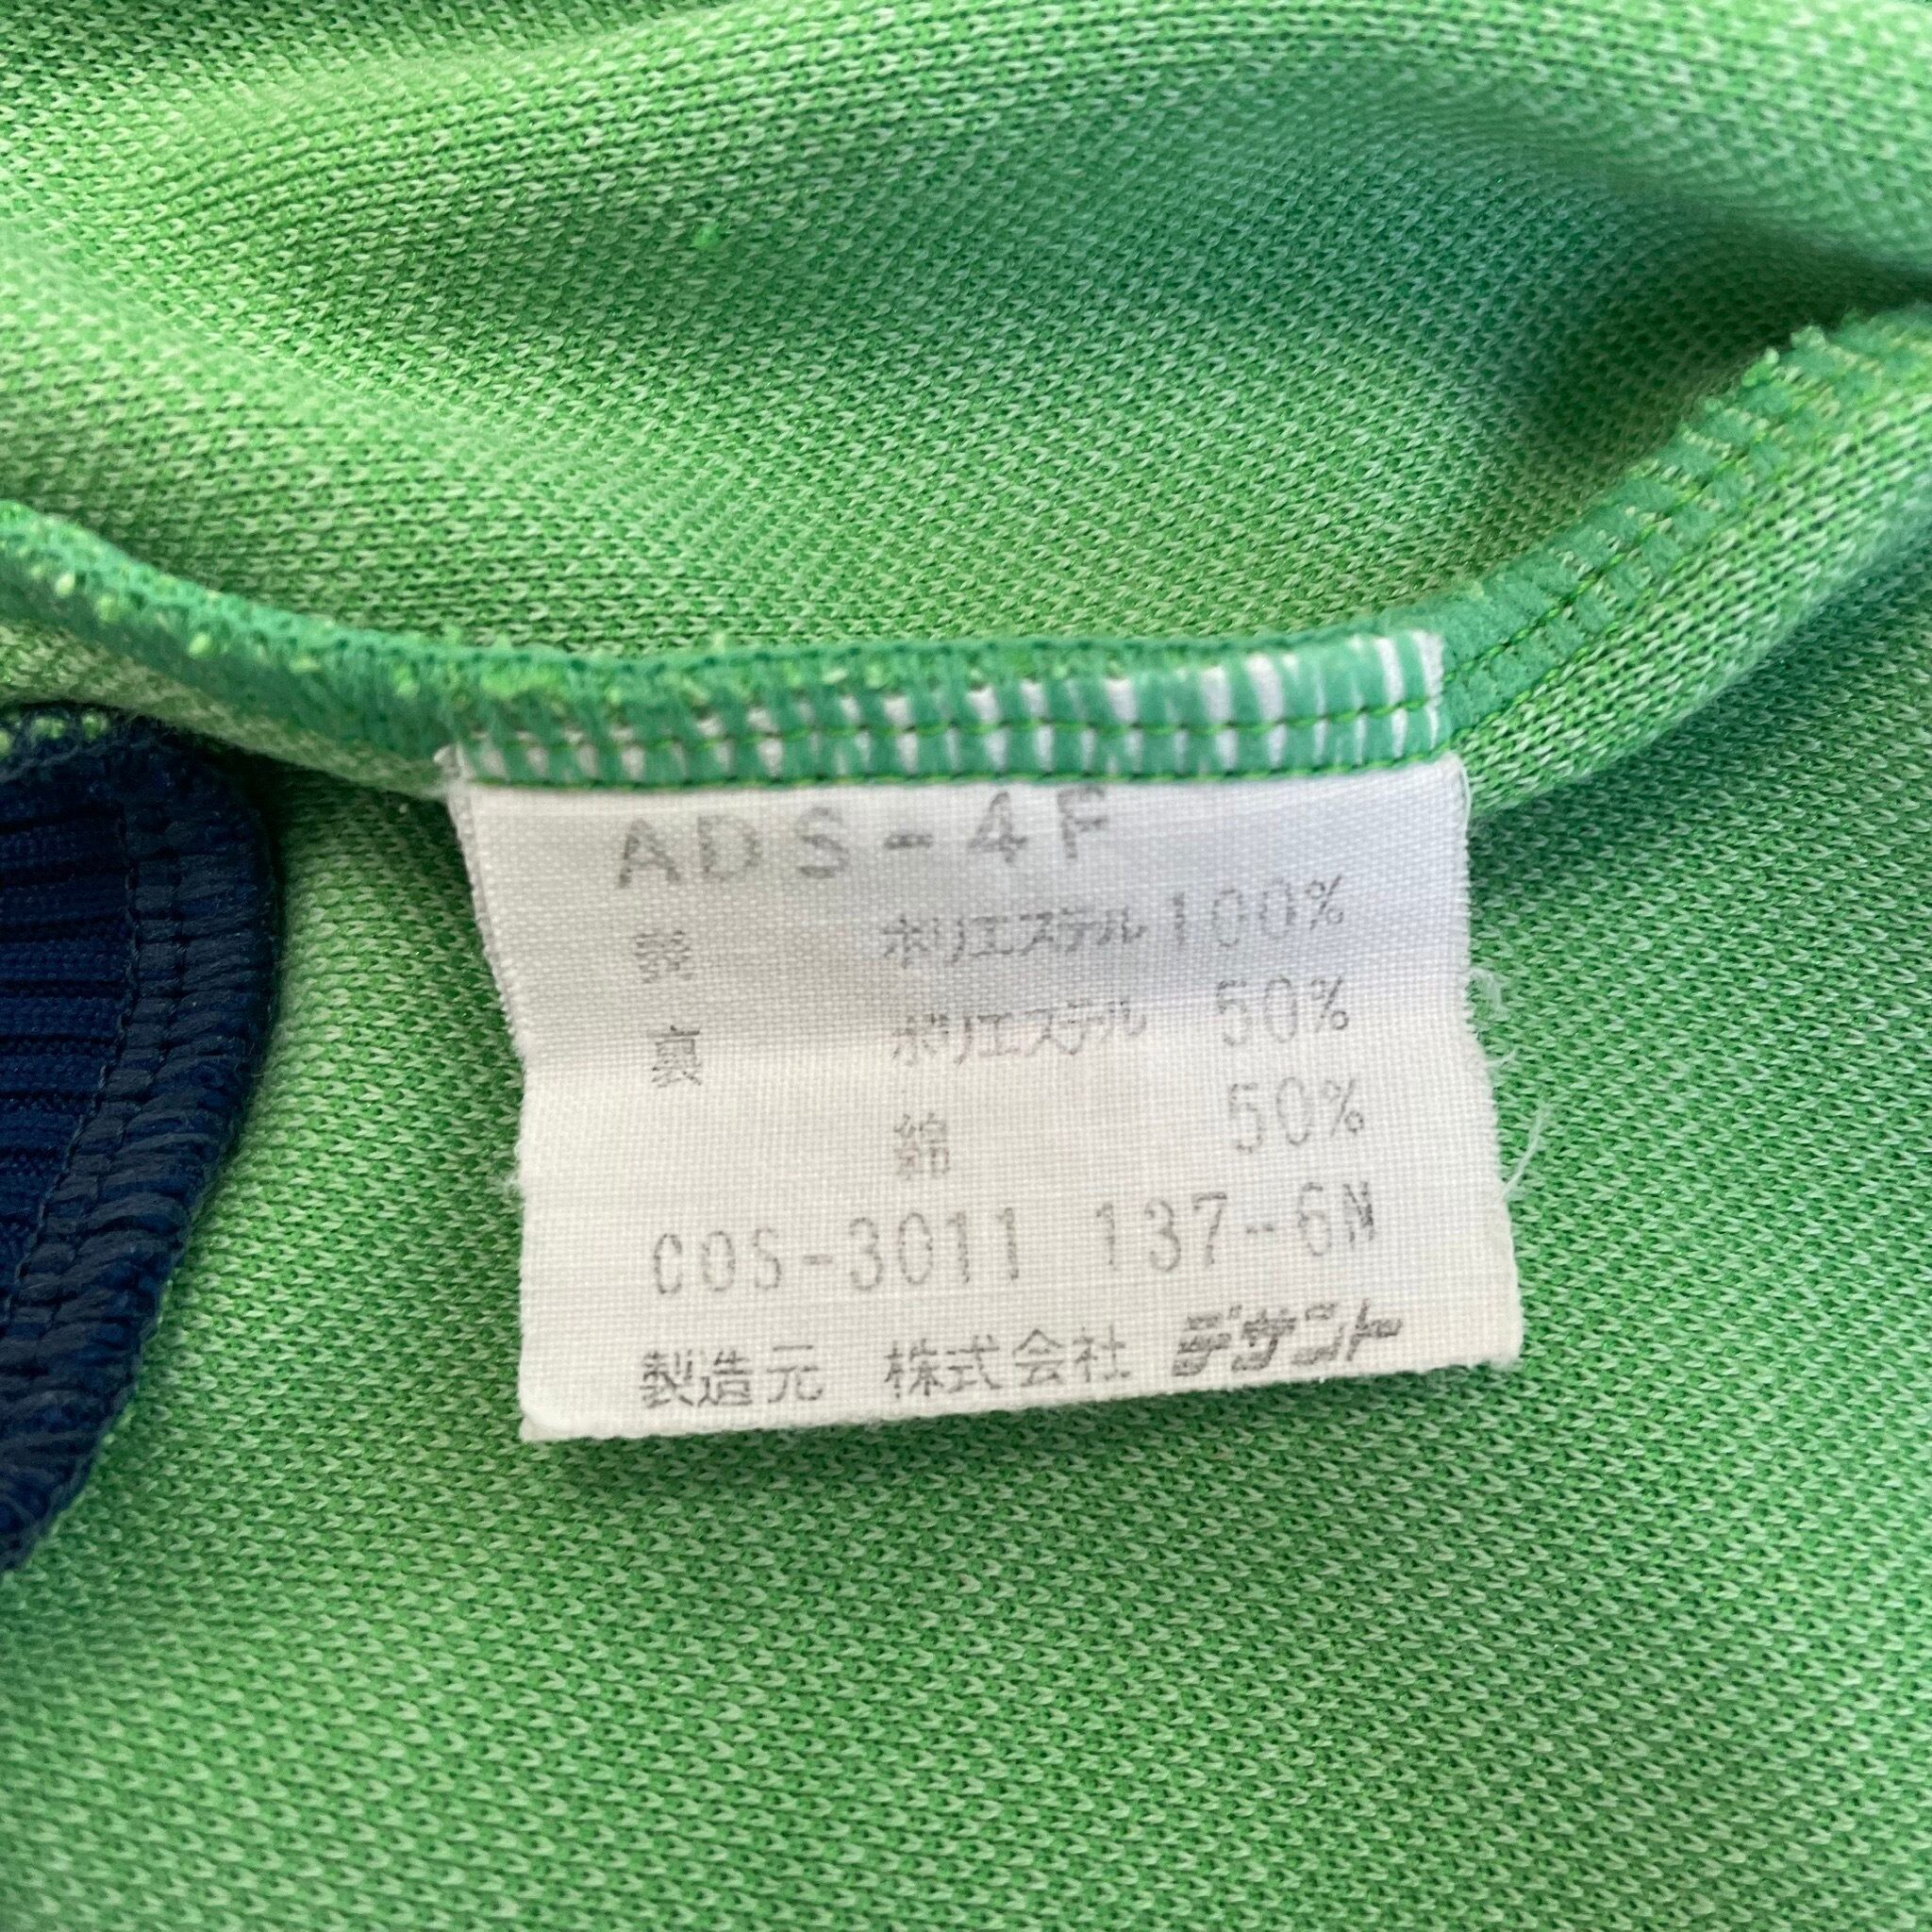 ADS-4F
表 ポリエステル 100%
裏 ポリエステル 50%
綿 50%
COS-3011 137-6N
製造元 株式会社 デサント